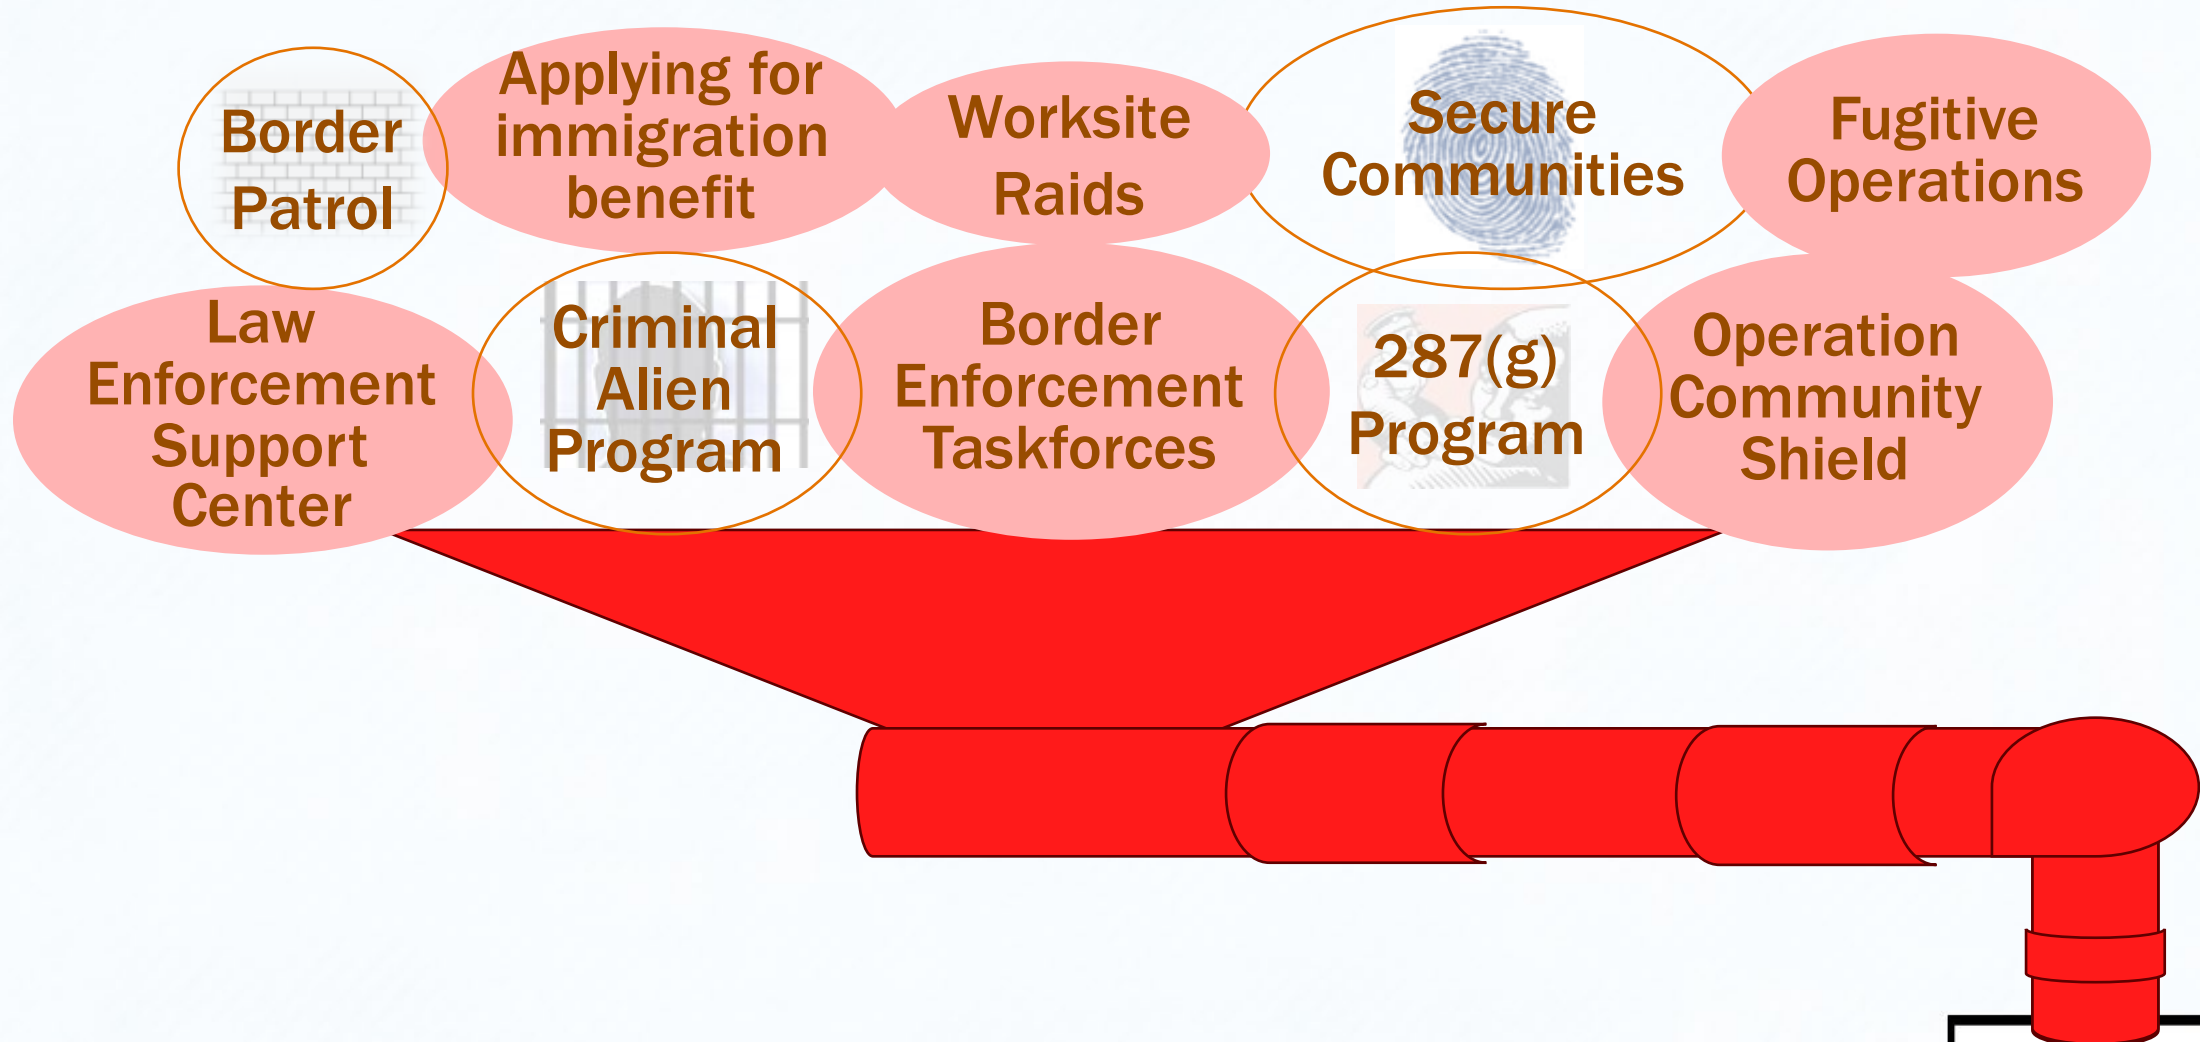 Border
Patrol
Applying for
immigration
benefit
Worksite
Raids
Secure
Communities
Fugitive
Operations
Law
Enforcement
Support
Center
Criminal
Alien
Program
Border
Enforcement
Taskforces
287(g)
Program
Operation
Community
Shield